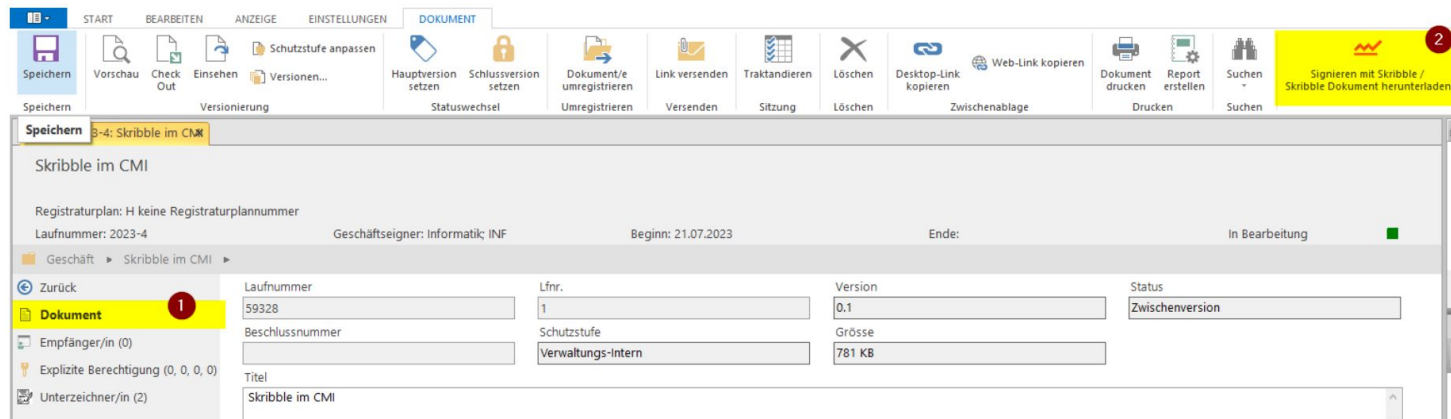 START BEARBEITEN ANZEIGE EINSTELLUNGEN DOKUMENT
2
Speichern
Vorschau
Check Out
Einsehen
Schutzstufe anpassen
Versionen...
Hauptversion setzen
Schlussversion setzen
Dokument/e umregistrieren
Link versenden
Traktandieren
Löschen
Desktop-Link kopieren
Web-Link kopieren
Dokument drucken
Report erstellen
Suchen
Signieren mit Skribble /
Skribble Dokument herunterladen
Speichern Versionierung Statuswechsel Umregistrieren Versenden Sitzung Löschen Zwischenablage Drucken Suchen
Speichern 3-4: Skribble im CMI
Skribble im CMI
Registraturplan: H keine Registraturplannummer
Laufnummer: 2023-4 Geschäftseigner: Informatik; INF Beginn: 21.07.2023 Ende: In Bearbeitung
Geschäft ▸ Skribble im CMI ▸
Zurück
Dokument
1
Empfänger/in (0)
Explizite Berechtigung (0, 0, 0, 0)
Unterzeichner/in (2)
Laufnummer Lfnr. Version Status
59328 1 0.1 Zwischenversion
Beschlussnummer Schutzstufe Grösse
Verwaltungs-Intern 781 KB
Titel
Skribble im CMI